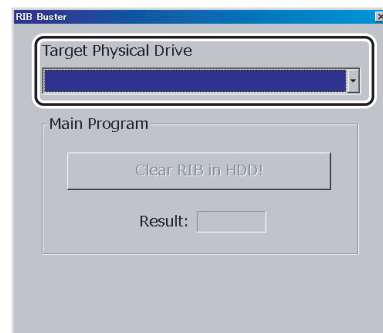 RIB Buster
Target Physical Drive
Main Program
Clear RIB in HDD!
Result: